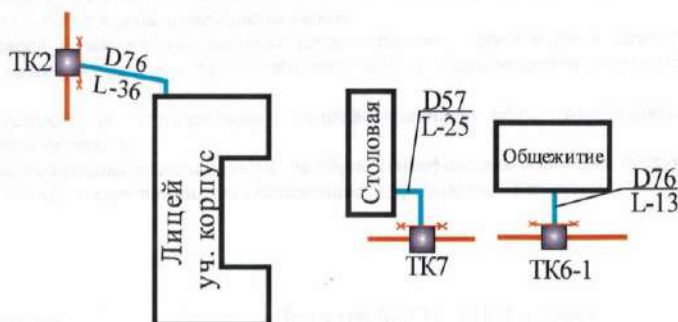 ТК2
D76
L-36
Лицей
уч. корпус
Столовая
D57
L-25
ТК7
Общежитие
D76
L-13
ТК6-1